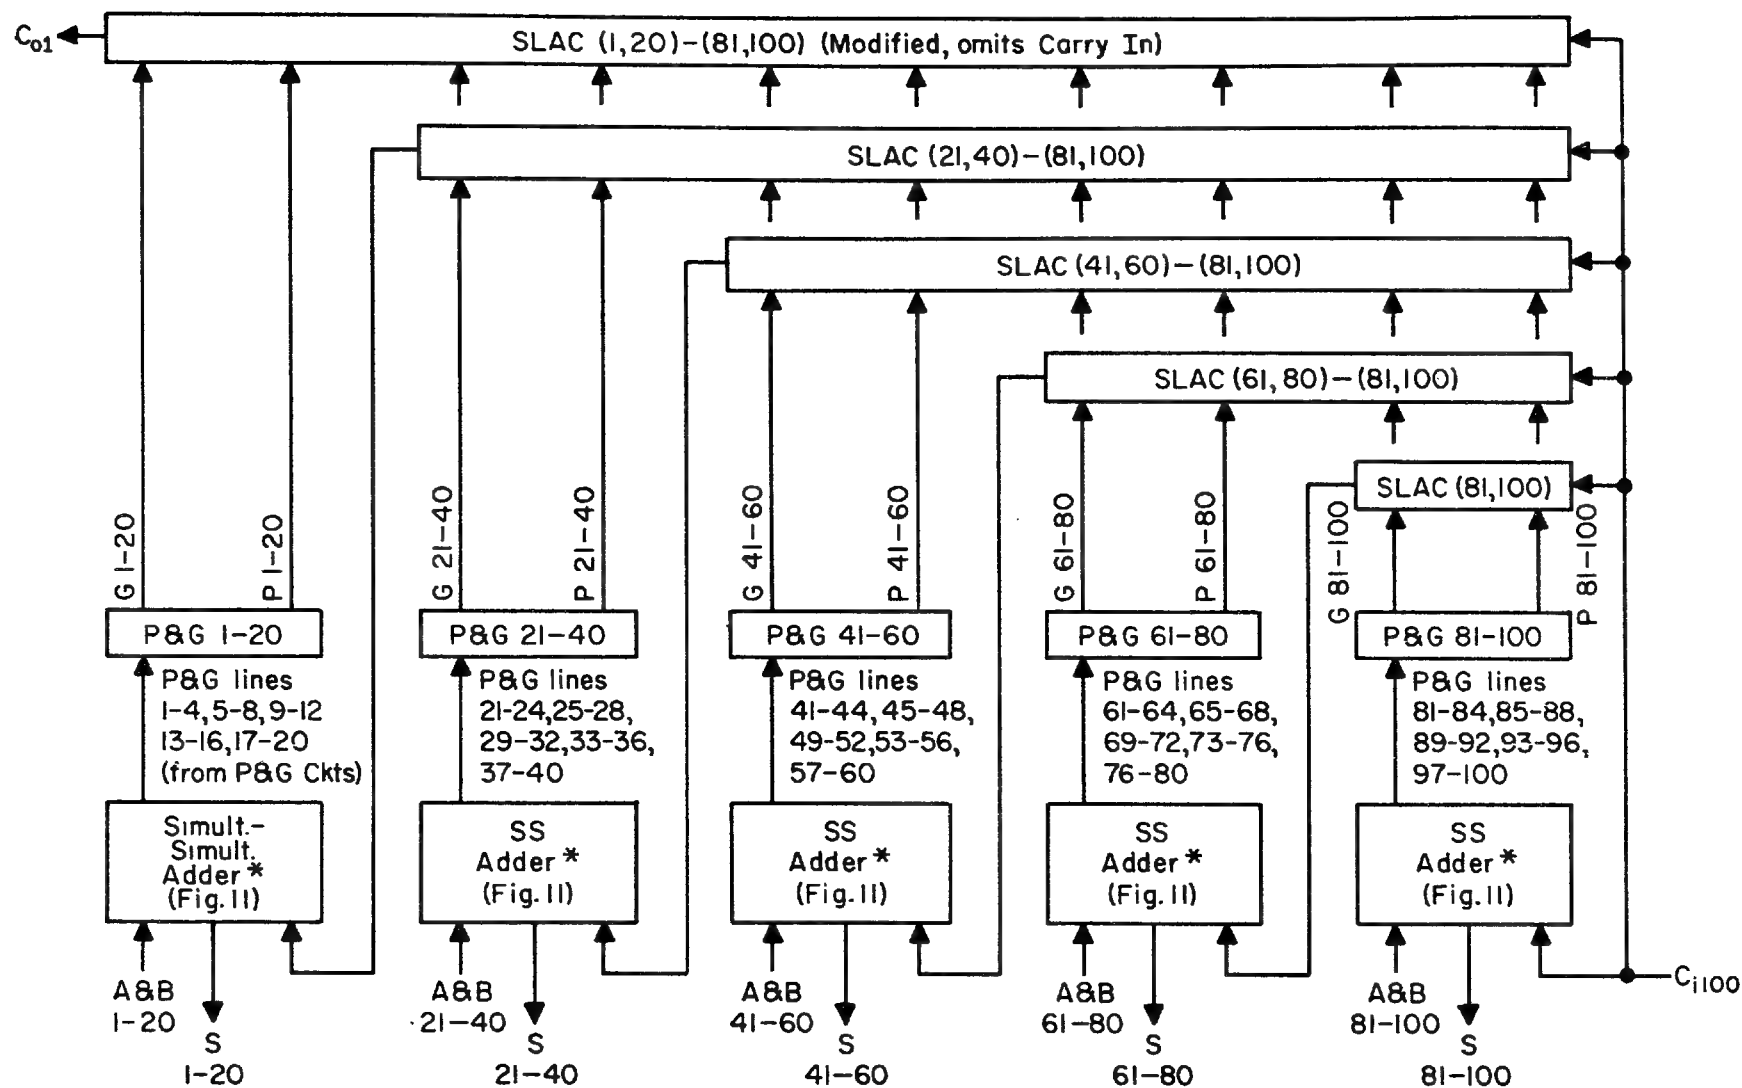 Co1
SLAC (1,20)-(81,100) (Modified, omits Carry In)
SLAC (21,40)-(81,100)
SLAC (41,60)-(81,100)
SLAC (61,80)-(81,100)
SLAC (81,100)
G 1-20
P 1-20
G 21-40
P 21-40
G 41-60
P 41-60
G 61-80
P 61-80
G 81-100
P 81-100
P&G 1-20
P&G 21-40
P&G 41-60
P&G 61-80
P&G 81-100
P&G lines
1-4,5-8,9-12
13-16,17-20
(from P&G Ckts)
P&G lines
21-24,25-28,
29-32,33-36,
37-40
P&G lines
41-44,45-48,
49-52,53-56,
57-60
P&G lines
61-64,65-68,
69-72,73-76,
76-80
P&G lines
81-84,85-88,
89-92,93-96,
97-100
Simult.-
Simult.
Adder*
(Fig.11)
SS
Adder*
(Fig.11)
SS
Adder*
(Fig.11)
SS
Adder*
(Fig.11)
SS
Adder*
(Fig.11)
A&B
1-20
S
1-20
A&B
21-40
S
21-40
A&B
41-60
S
41-60
A&B
61-80
S
61-80
A&B
81-100
S
81-100
Ci100